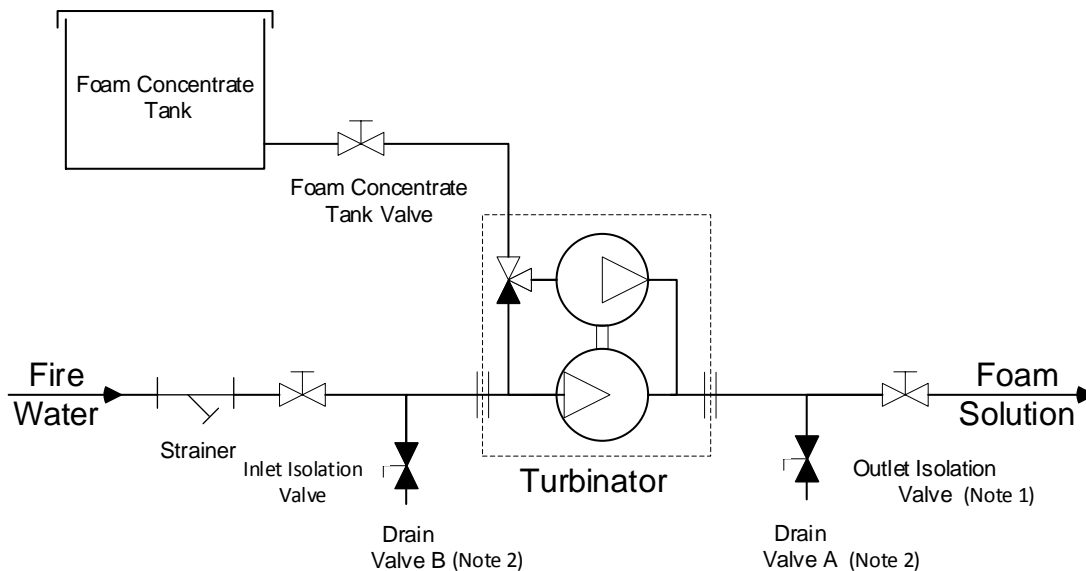 Foam Concentrate
Tank
Foam Concentrate
Tank Valve
Fire
Water
Strainer
Inlet Isolation
Valve
Drain
Valve B (Note 2)
Turbinator
Drain
Valve A (Note 2)
Outlet Isolation
Valve (Note 1)
Foam
Solution